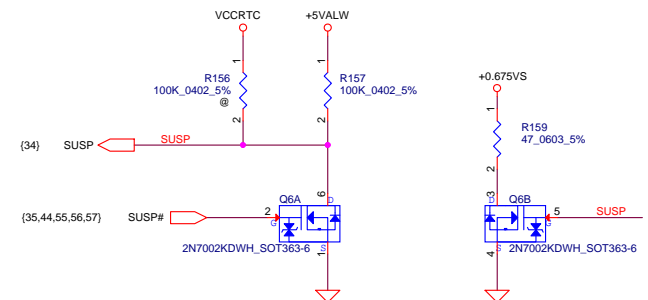 VCCRTC +5VALW
+0.675VS
1 1 1
R156 R157
100K_0402_5% 100K_0402_5%
@
R159
47_0603_5%
2 2 2
{34} SUSP SUSP
6 D Q6A
3 D Q6B
{35,44,55,56,57} SUSP# 2 G
5 G SUSP
2N7002KDWH_SOT363-6 2N7002KDWH_SOT363-6
1 S 4 S